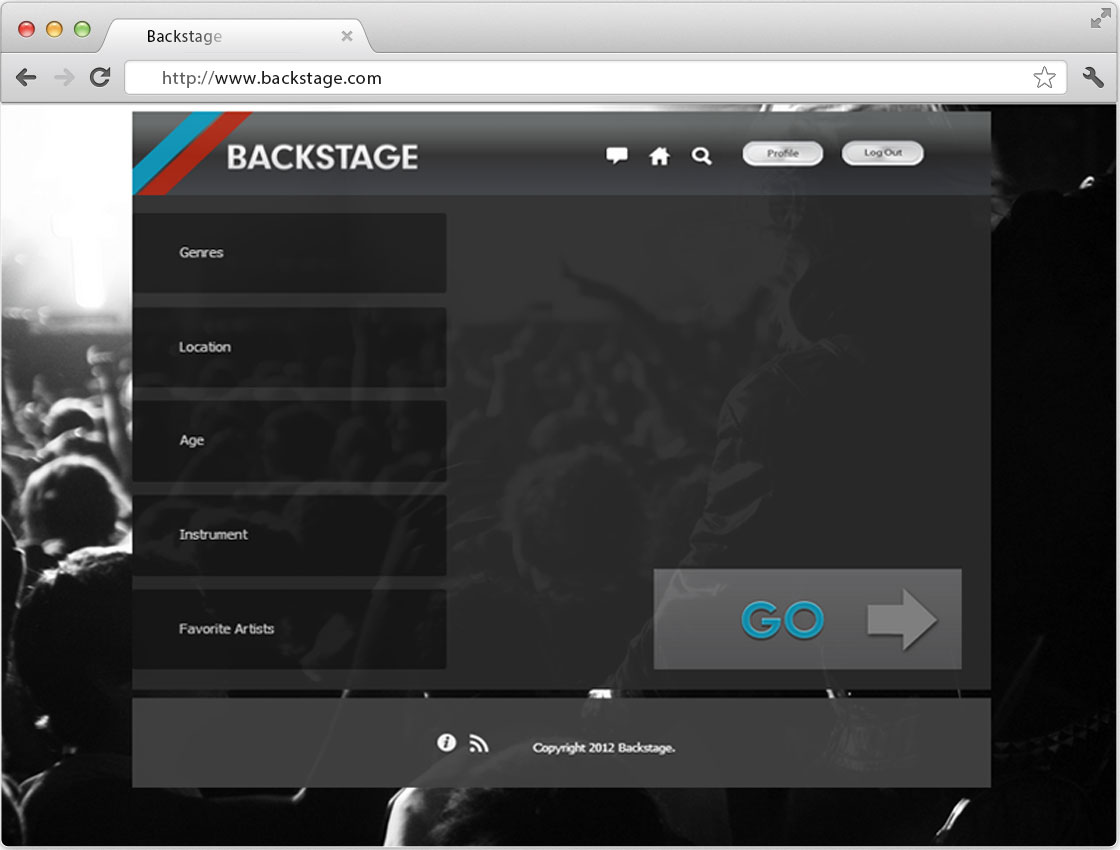 Backstage
http://www.backstage.com
BACKSTAGE
Profile
Log Out
Genres
Location
Age
Instrument
Favorite Artists
GO
Copyright 2012 Backstage.